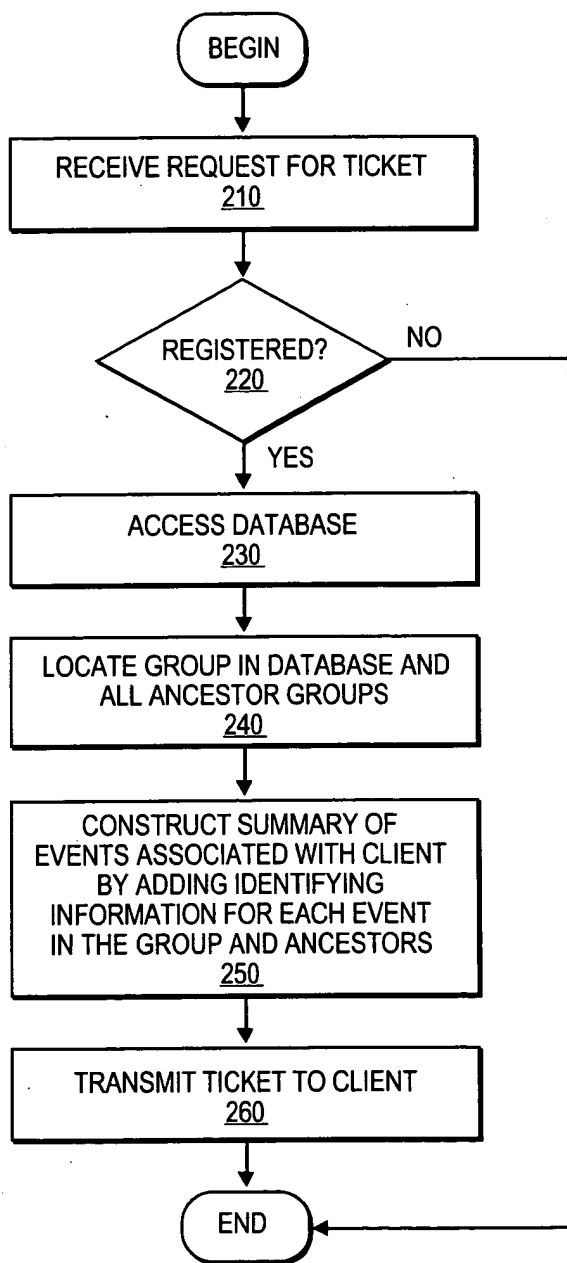 BEGIN
RECEIVE REQUEST FOR TICKET
210
REGISTERED?
220
NO
YES
ACCESS DATABASE
230
LOCATE GROUP IN DATABASE AND
ALL ANCESTOR GROUPS
240
CONSTRUCT SUMMARY OF
EVENTS ASSOCIATED WITH CLIENT
BY ADDING IDENTIFYING
INFORMATION FOR EACH EVENT
IN THE GROUP AND ANCESTORS
250
TRANSMIT TICKET TO CLIENT
260
END